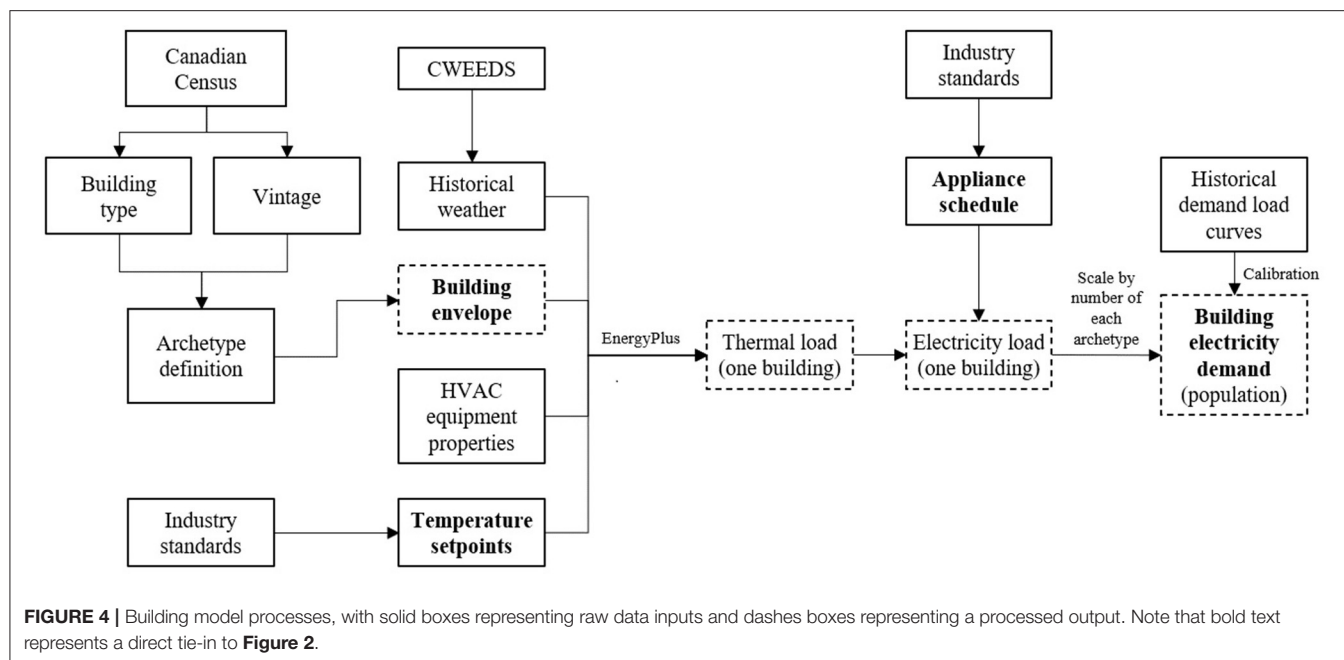 Canadian
Census
CWEEDS
Industry
standards
Building
type
Vintage
Historical
weather
Appliance
schedule
Historical
demand load
curves
Archetype
definition
Building
envelope
EnergyPlus
Thermal load
(one building)
Electricity load
(one building)
Scale by
number of
each
archetype
Calibration
Building
electricity
demand
(population)
HVAC
equipment
properties
Industry
standards
Temperature
setpoints
FIGURE 4 | Building model processes, with solid boxes representing raw data inputs and dashes boxes representing a processed output. Note that bold text
represents a direct tie-in to Figure 2.